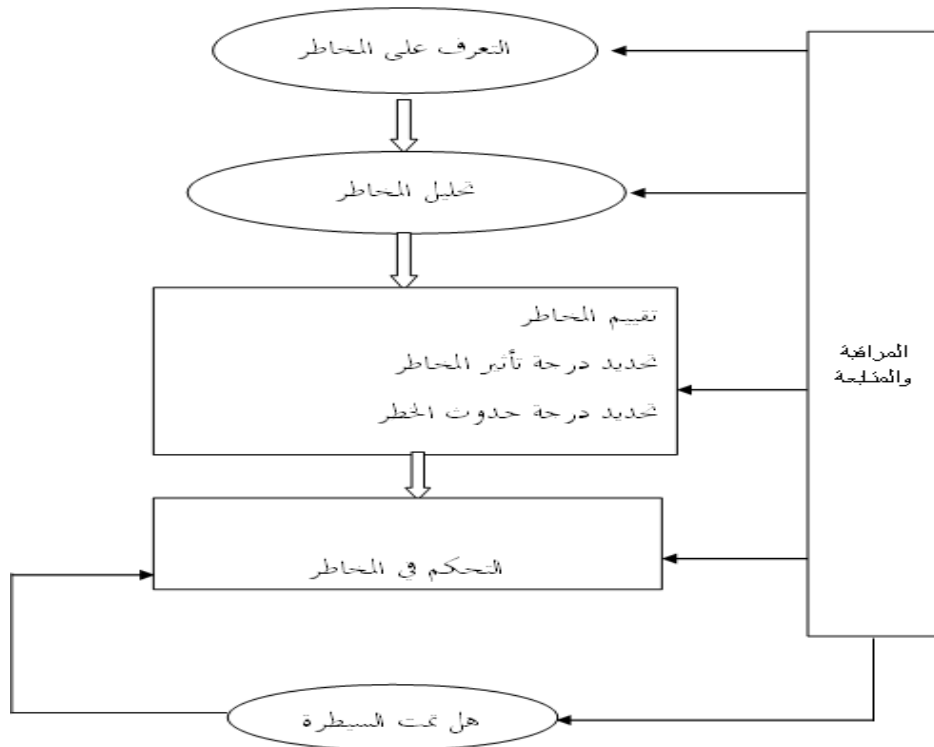 التعرف على المخاطر
تحليل المخاطر
تقييم المخاطر
تحديد درجة تأثير المخاطر
تحديد درجة حدوث الخطر
التحكم في المخاطر
هل تمت السيطرة
المراقبة
والمتابعة